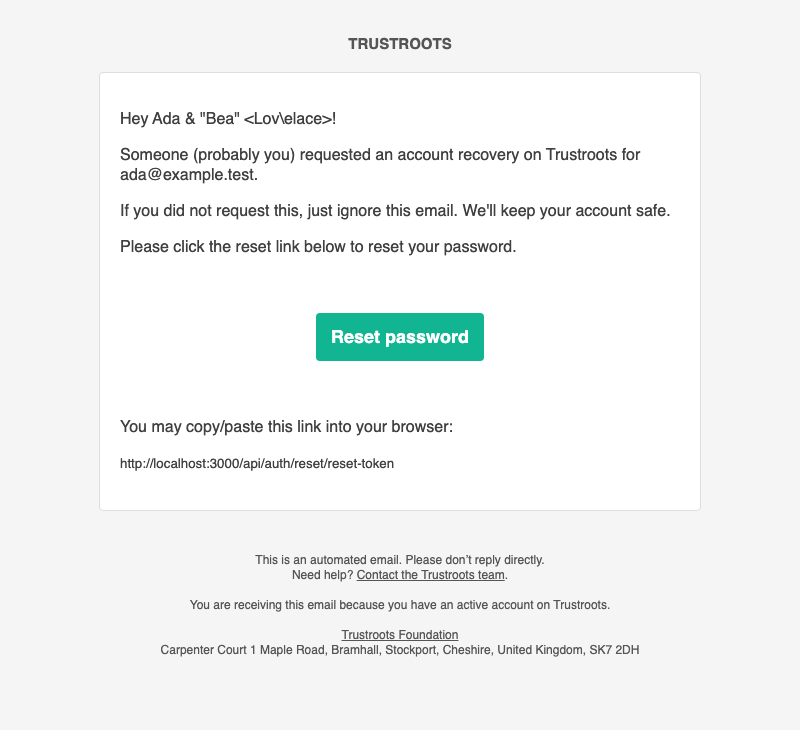 TRUSTROOTS
Hey Ada & "Bea" <Lov\elace>!
Someone (probably you) requested an account recovery on Trustroots for
ada@example.test.
If you did not request this, just ignore this email. We'll keep your account safe.
Please click the reset link below to reset your password.
Reset password
You may copy/paste this link into your browser:
http://localhost:3000/api/auth/reset/reset-token
This is an automated email. Please don’t reply directly.
Need help? Contact the Trustroots team.
You are receiving this email because you have an active account on Trustroots.
Trustroots Foundation
Carpenter Court 1 Maple Road, Bramhall, Stockport, Cheshire, United Kingdom, SK7 2DH